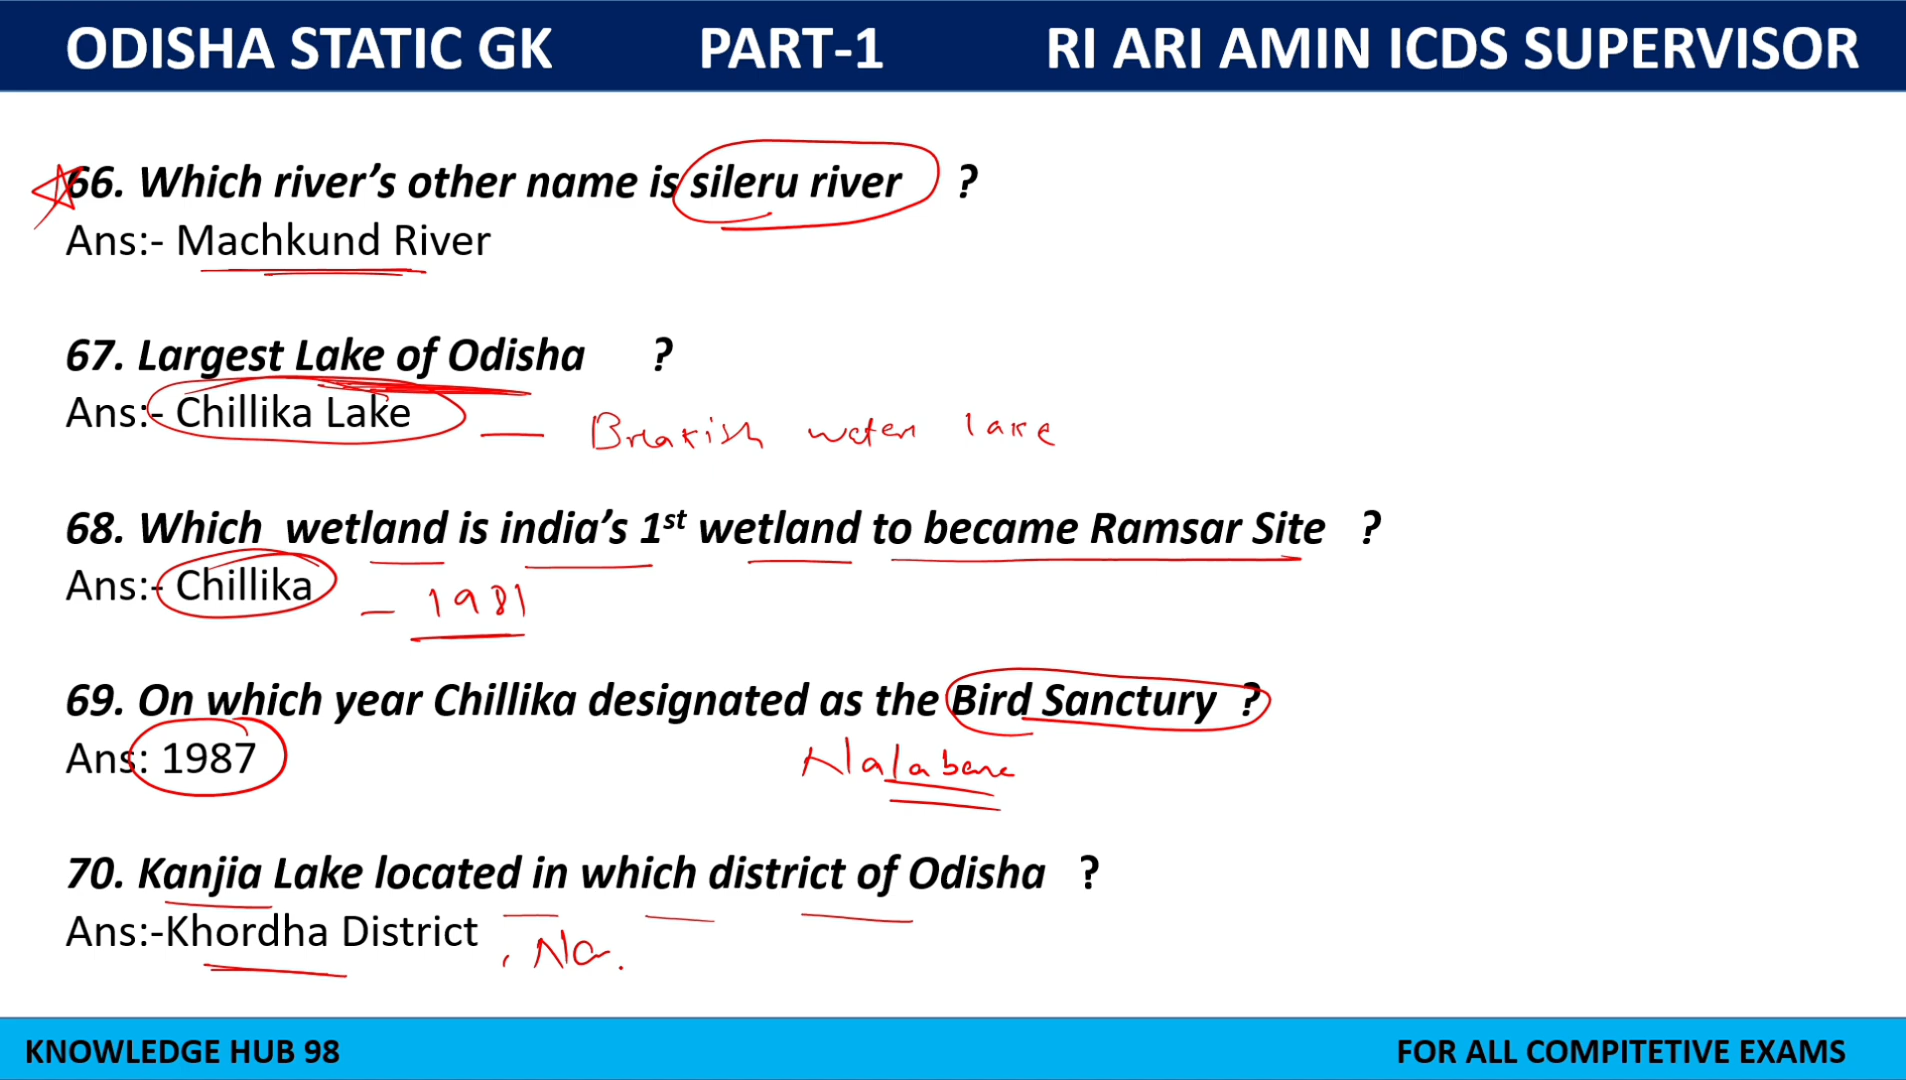 ODISHA STATIC GK PART-1 RI ARI AMIN ICDS SUPERVISOR
66. Which river’s other name is sileru river ?
Ans:- Machkund River
67. Largest Lake of Odisha ?
Ans:- Chillika Lake — Breakish water lake
68. Which wetland is india’s 1st wetland to became Ramsar Site ?
Ans:- Chillika – 1981
69. On which year Chillika designated as the Bird Sanctury ?
Ans: 1987 Nalabana
70. Kanjia Lake located in which district of Odisha ?
Ans:-Khordha District
KNOWLEDGE HUB 98 FOR ALL COMPITETIVE EXAMS